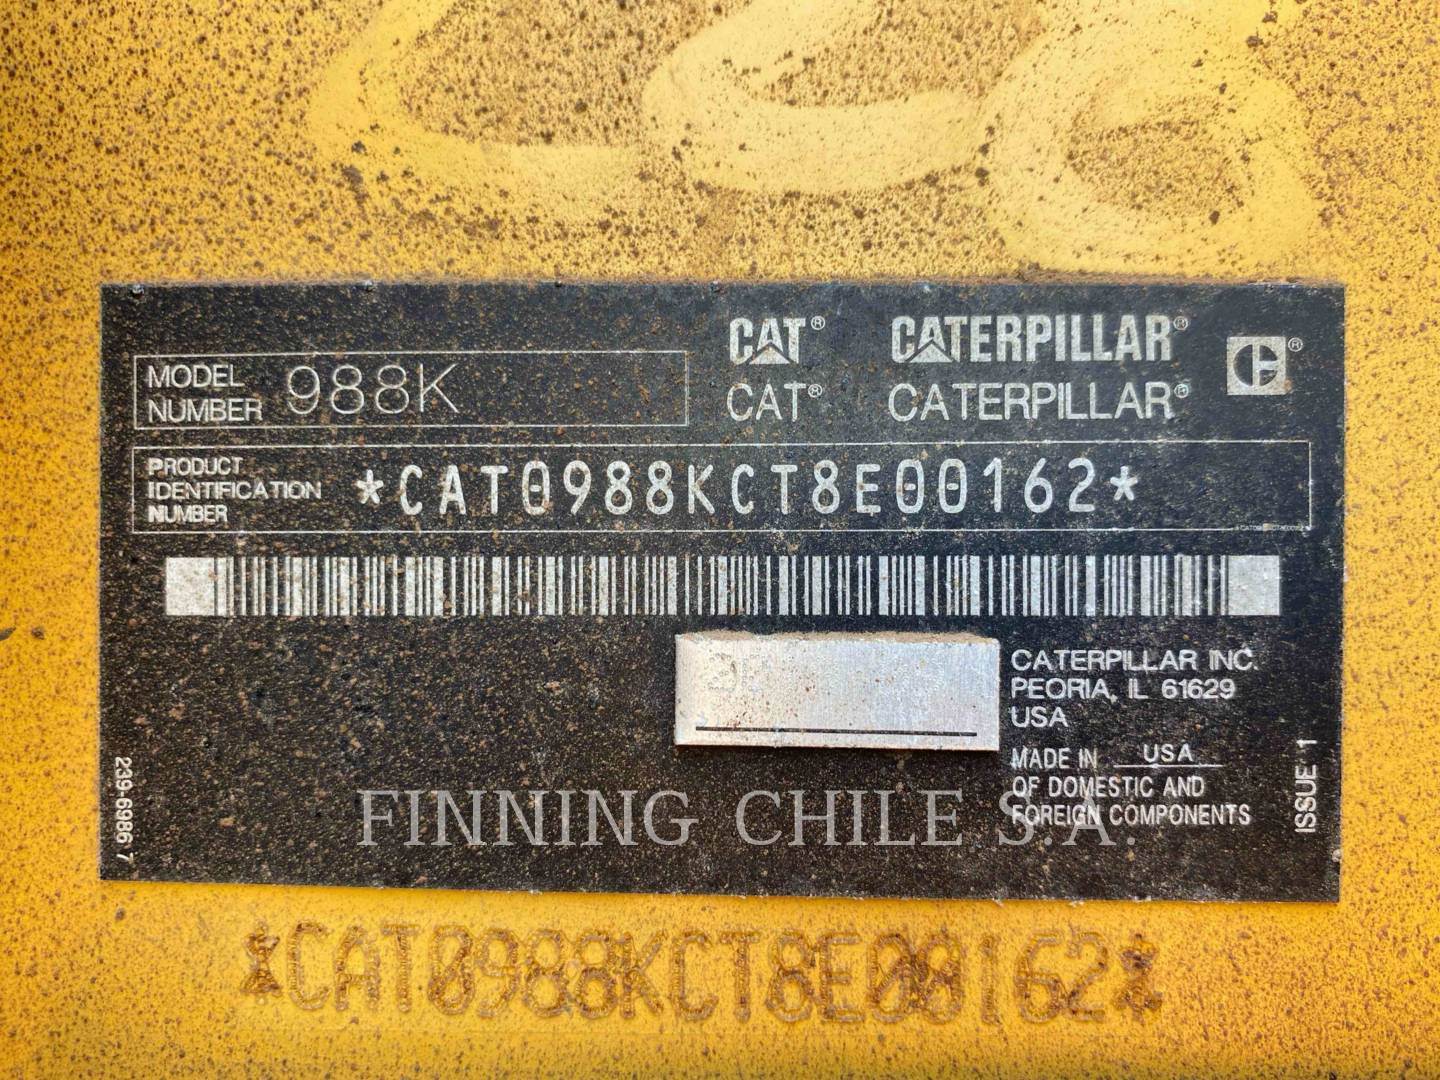 CAT® CATERPILLAR®
CAT® CATERPILLAR®
MODEL NUMBER 988K
PRODUCT IDENTIFICATION NUMBER *CAT0988KCT8E00162*
CATERPILLAR INC.
PEORIA, IL 61629
USA
MADE IN USA
OF DOMESTIC AND
FOREIGN COMPONENTS
239-6986 7
ISSUE 1
FINNING CHILE S.A.
*CAT0988KCT8E00162*